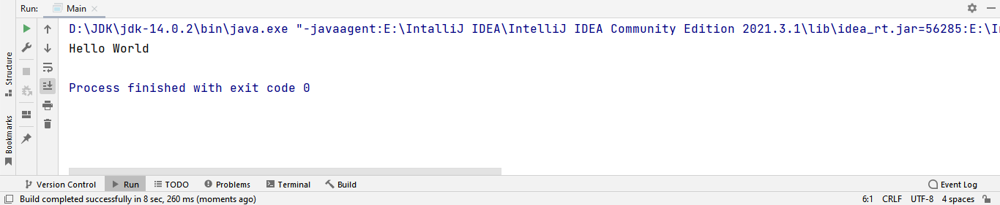 Run: Main
D:\JDK\jdk-14.0.2\bin\java.exe "-javaagent:E:\IntalliJ IDEA\IntelliJ IDEA Community Edition 2021.3.1\lib\idea_rt.jar=56285:E:\In
Hello World
Process finished with exit code 0
Structure
Bookmarks
Version Control Run TODO Problems Terminal Build Event Log
Build completed successfully in 8 sec, 260 ms (moments ago) 6:1 CRLF UTF-8 4 spaces